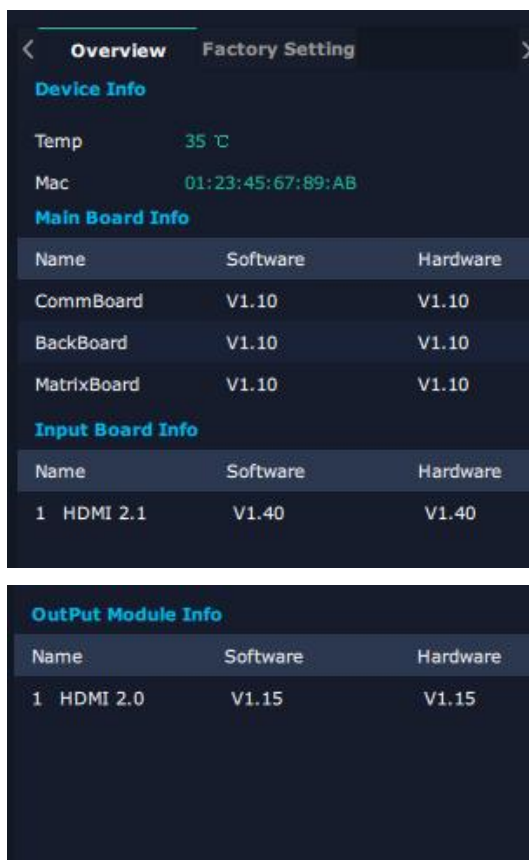 Overview Factory Setting
Device Info
Temp 35 ℃
Mac 01:23:45:67:89:AB
Main Board Info
Name Software Hardware
CommBoard V1.10 V1.10
BackBoard V1.10 V1.10
MatrixBoard V1.10 V1.10
Input Board Info
Name Software Hardware
1 HDMI 2.1 V1.40 V1.40
OutPut Module Info
Name Software Hardware
1 HDMI 2.0 V1.15 V1.15